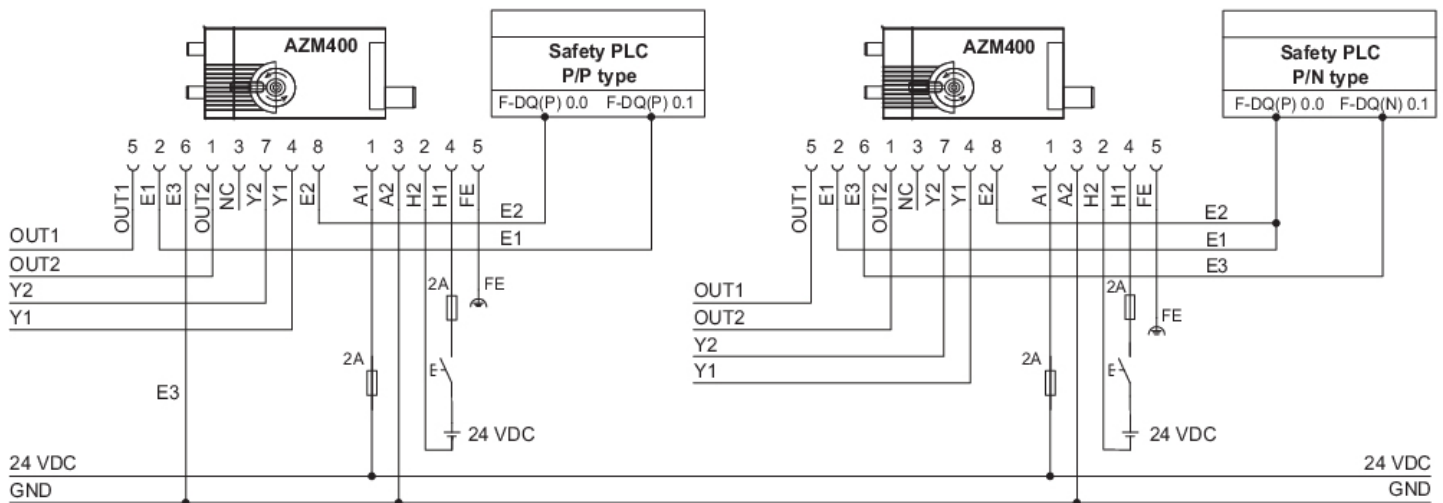 AZM400
Safety PLC
P/P type
F-DQ(P) 0.0 F-DQ(P) 0.1
5 2 6 1 3 7 4 8 1 3 2 4 5
OUT1 E1 E3 OUT2 NC Y2 Y1 E2 A1 A2 H2 H1 FE
E2
E1
OUT1
OUT2
Y2
Y1
2A
FE
2A
E
E3
24 VDC
AZM400
Safety PLC
P/N type
F-DQ(P) 0.0 F-DQ(N) 0.1
5 2 6 1 3 7 4 8 1 3 2 4 5
OUT1 E1 E3 OUT2 NC Y2 Y1 E2 A1 A2 H2 H1 FE
E2
E1
E3
OUT1
OUT2
Y2
Y1
2A
FE
2A
E
24 VDC
24 VDC 24 VDC
GND GND